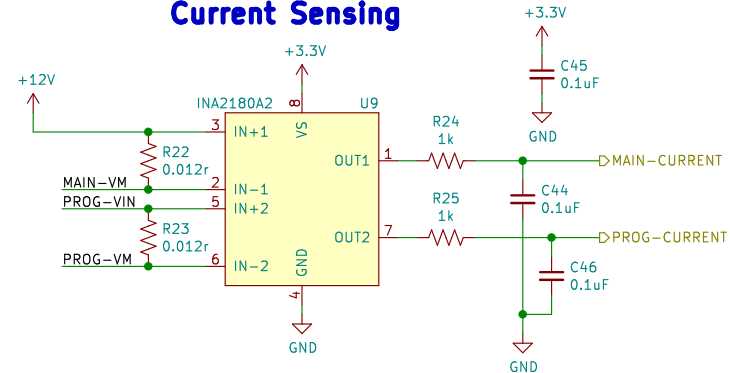 Current Sensing
+3.3V
C45
0.1uF
GND
+12V
+3.3V
INA2180A2
U9
8
VS
3
IN+1
R22
0.012r
MAIN-VM
2
IN-1
PROG-VIN
5
IN+2
R23
0.012r
PROG-VM
6
IN-2
GND
4
GND
OUT1
1
R24
1k
MAIN-CURRENT
C44
0.1uF
R25
1k
OUT2
7
PROG-CURRENT
C46
0.1uF
GND